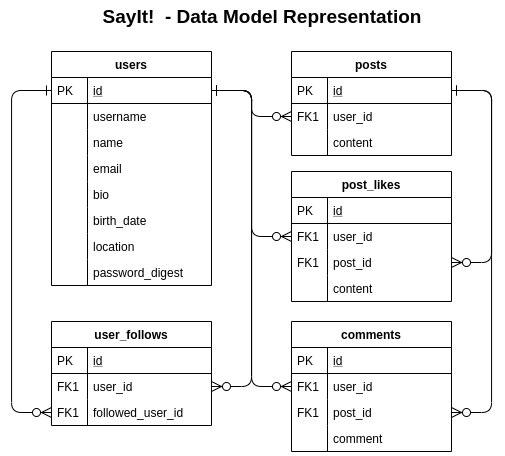 SayIt!  - Data Model Representation
users
PK id
username
name
email
bio
birth_date
location
password_digest
posts
PK id
FK1 user_id
content
post_likes
PK id
FK1 user_id
FK1 post_id
content
user_follows
PK id
FK1 user_id
FK1 followed_user_id
comments
PK id
FK1 user_id
FK1 post_id
comment